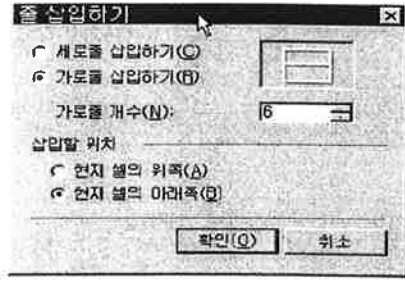 줄 삽입하기
세로줄 삽입하기(C)
가로줄 삽입하기(R)
가로줄 개수(N): 6
삽입할 위치
현재 셀의 위쪽(A)
현재 셀의 아래쪽(B)
확인(O) 취소